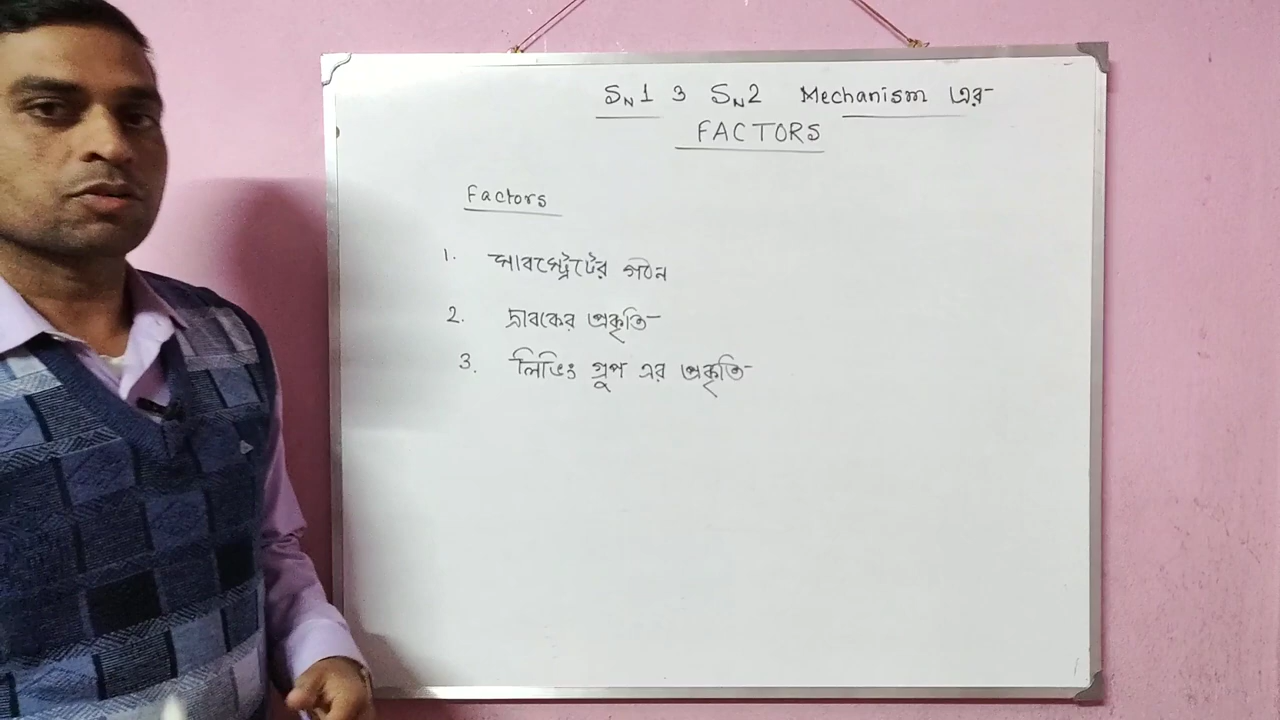 SN1 ও SN2 Mechanism এর
FACTORS
Factors
1. সাবস্ট্রেটের গঠন
2. দ্রাবকের প্রকৃতি
3. লিভিং গ্রুপ এর প্রকৃতি